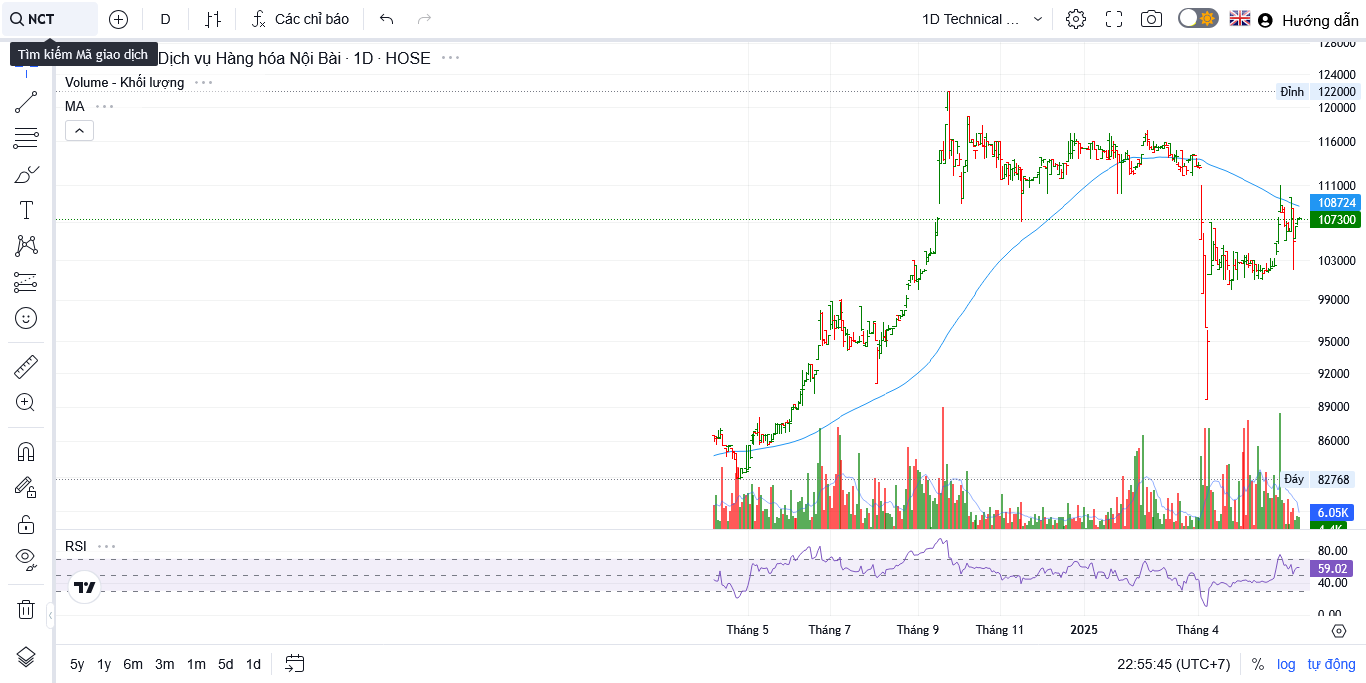 NCT
D
Các chỉ báo
1D Technical ...
Hướng dẫn
Tìm kiếm Mã giao dịch
Dịch vụ Hàng hóa Nội Bài · 1D · HOSE
Volume - Khối lượng
MA
128000
124000
Đỉnh 122000
120000
116000
111000
108724
107300
103000
99000
95000
92000
89000
86000
Đáy 82768
6.05K
RSI
80.00
59.02
40.00
0.00
Tháng 5 Tháng 7 Tháng 9 Tháng 11 2025 Tháng 4
5y 1y 6m 3m 1m 5d 1d
22:55:45 (UTC+7) % log tự động